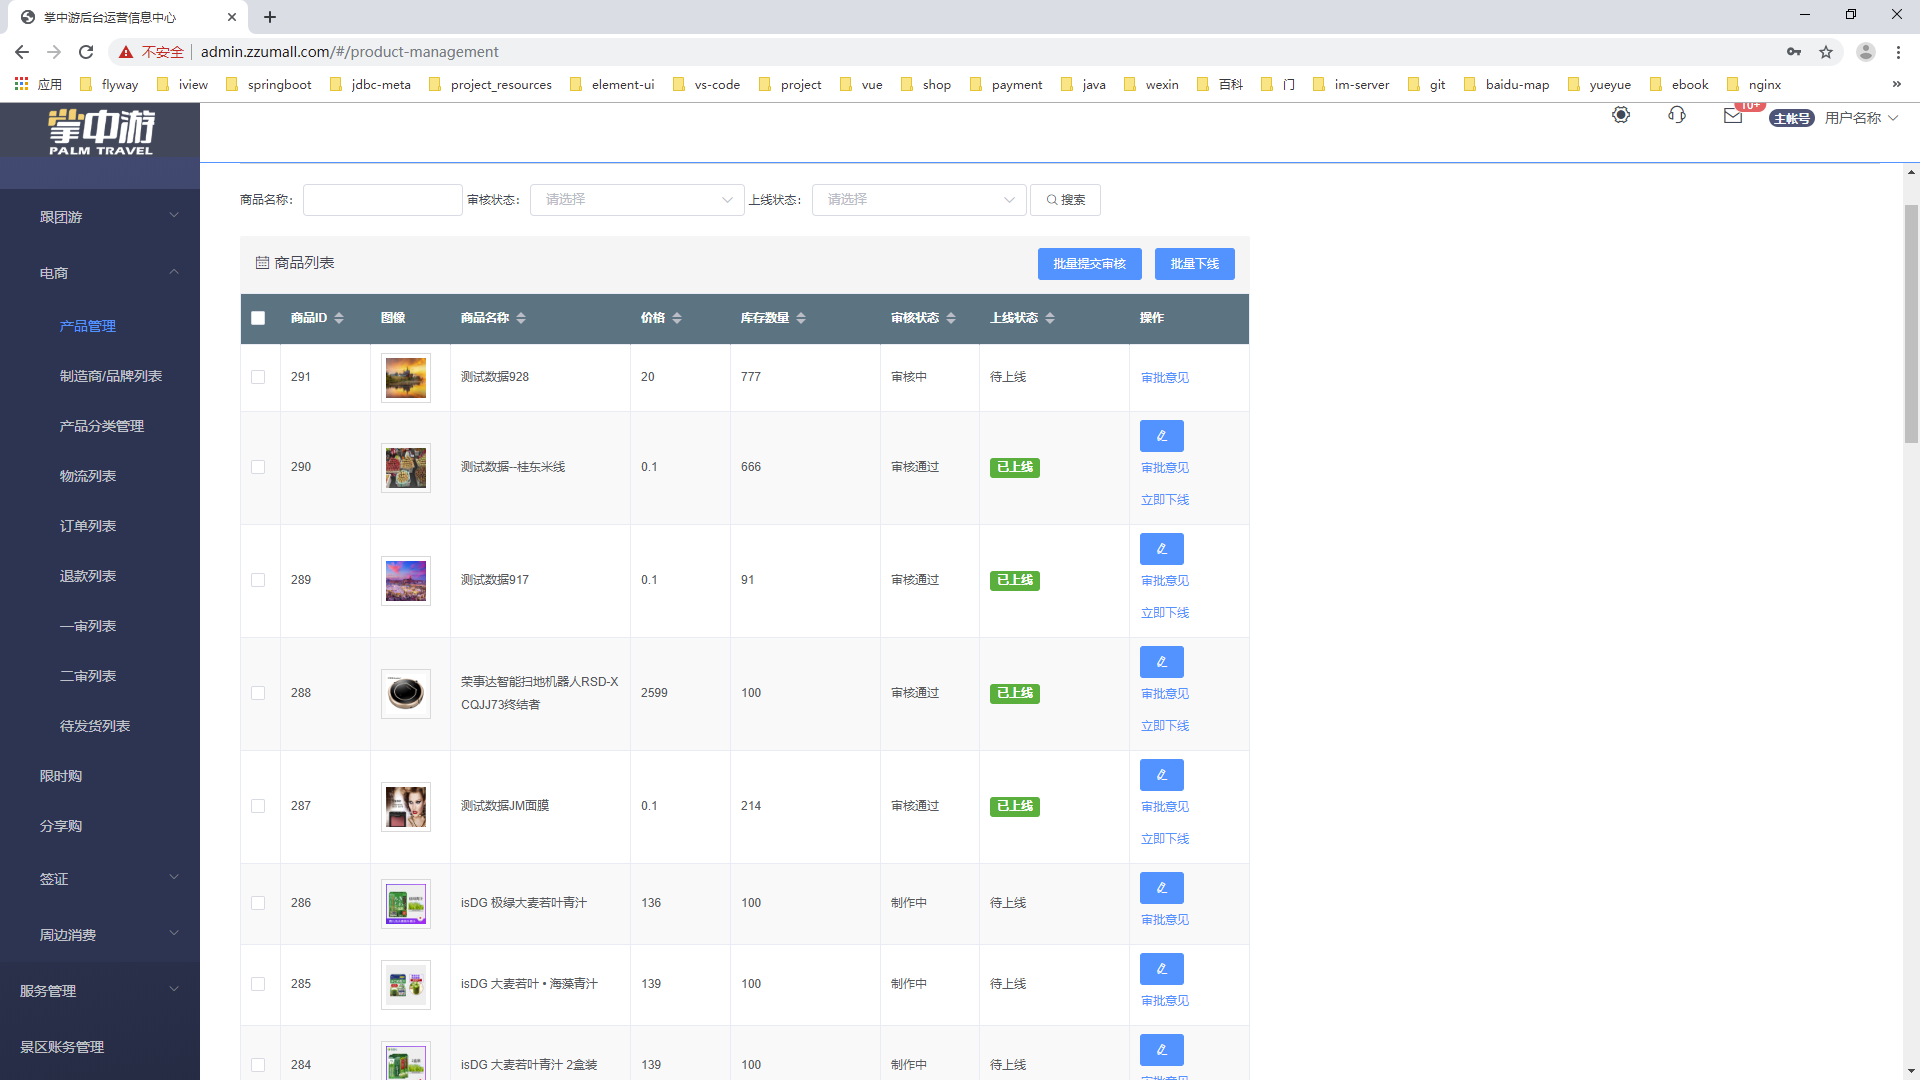 掌中游后台运营信息中心
不安全 admin.zzumall.com/#/product-management
应用 flyway iview springboot jdbc-meta project_resources element-ui vs-code project vue shop payment java wexin 百科 门 im-server git baidu-map yueyue ebook nginx »
掌中游
PALM TRAVEL
10+
主帐号 用户名称
跟团游
电商
产品管理
制造商/品牌列表
产品分类管理
物流列表
订单列表
退款列表
一审列表
二审列表
待发货列表
限时购
分享购
签证
周边消费
服务管理
景区账务管理
商品名称: 审核状态: 请选择 上线状态: 请选择 搜索
商品列表 批量提交审核 批量下线
商品ID 图像 商品名称 价格 库存数量 审核状态 上线状态 操作
291 测试数据928 20 777 审核中 待上线 审批意见
290 测试数据--桂东米线 0.1 666 审核通过 已上线 审批意见
立即下线
289 测试数据917 0.1 91 审核通过 已上线 审批意见
立即下线
288 荣事达智能扫地机器人RSD-X
CQJJ73终结者 2599 100 审核通过 已上线 审批意见
立即下线
287 测试数据JM面膜 0.1 214 审核通过 已上线 审批意见
立即下线
286 isDG 极绿大麦若叶青汁 136 100 制作中 待上线 审批意见
285 isDG 大麦若叶 • 海藻青汁 139 100 制作中 待上线 审批意见
284 isDG 大麦若叶青汁 2盒装 139 100 制作中 待上线